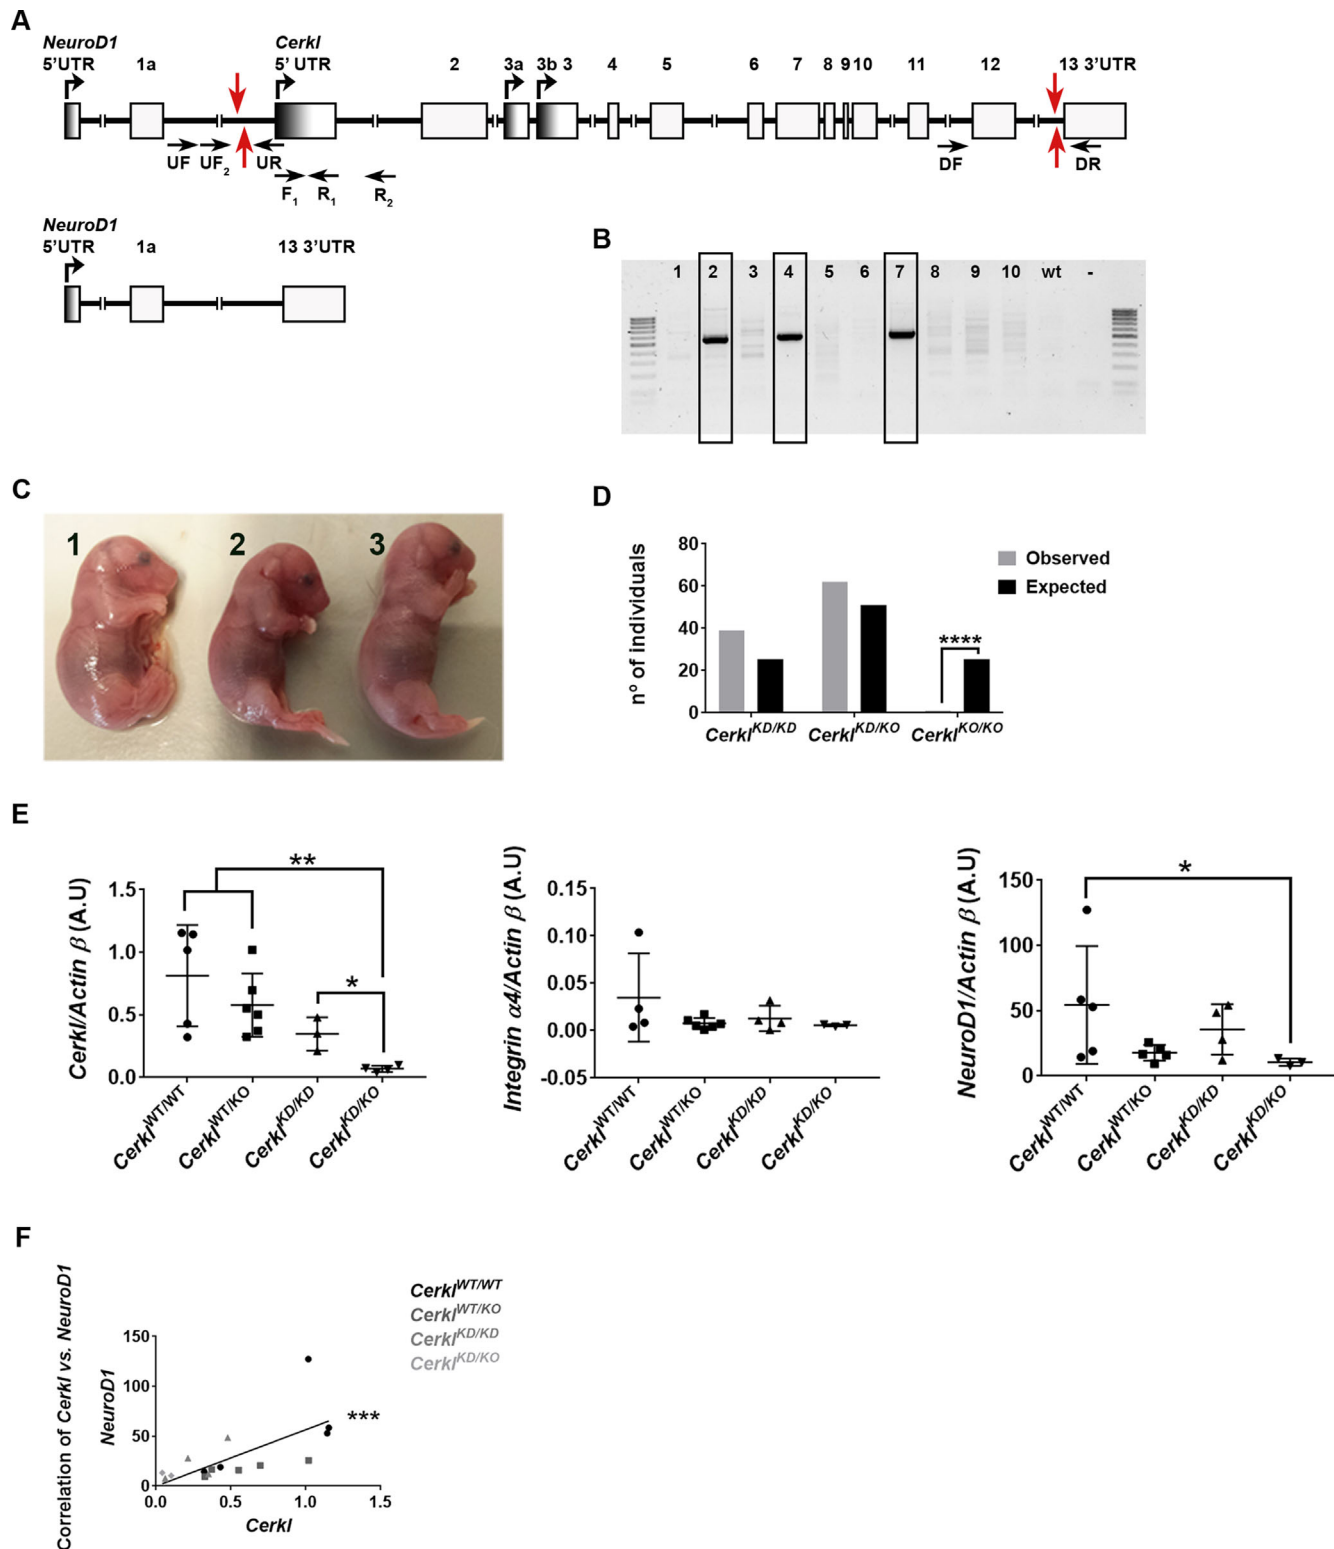 A
NeuroD1 Cerkl
5'UTR 1a 5' UTR 2 3a 3b 3 4 5 6 7 8 9 10 11 12 13 3'UTR
UF UF2 UR DF DR
F1 R1 R2
NeuroD1
5'UTR 1a 13 3'UTR
B
1 2 3 4 5 6 7 8 9 10 wt -
C
1 2 3
D
nº of individuals
80
60
40
20
0
Observed
Expected
****
CerklKD/KD CerklKD/KO CerklKO/KO
E
Cerkl/Actin β (A.U)
1.5
1.0
0.5
0.0
**
*
CerklWT/WT CerklWT/KO CerklKD/KD CerklKD/KO
Integrin α4/Actin β (A.U)
0.15
0.10
0.05
0.00
-0.05
CerklWT/WT CerklWT/KO CerklKD/KD CerklKD/KO
NeuroD1/Actin β (A.U)
150
100
50
0
*
CerklWT/WT CerklWT/KO CerklKD/KD CerklKD/KO
F
Correlation of Cerkl vs. NeuroD1
NeuroD1
150
100
50
0
0.0 0.5 1.0 1.5
Cerkl
***
CerklWT/WT
CerklWT/KO
CerklKD/KD
CerklKD/KO